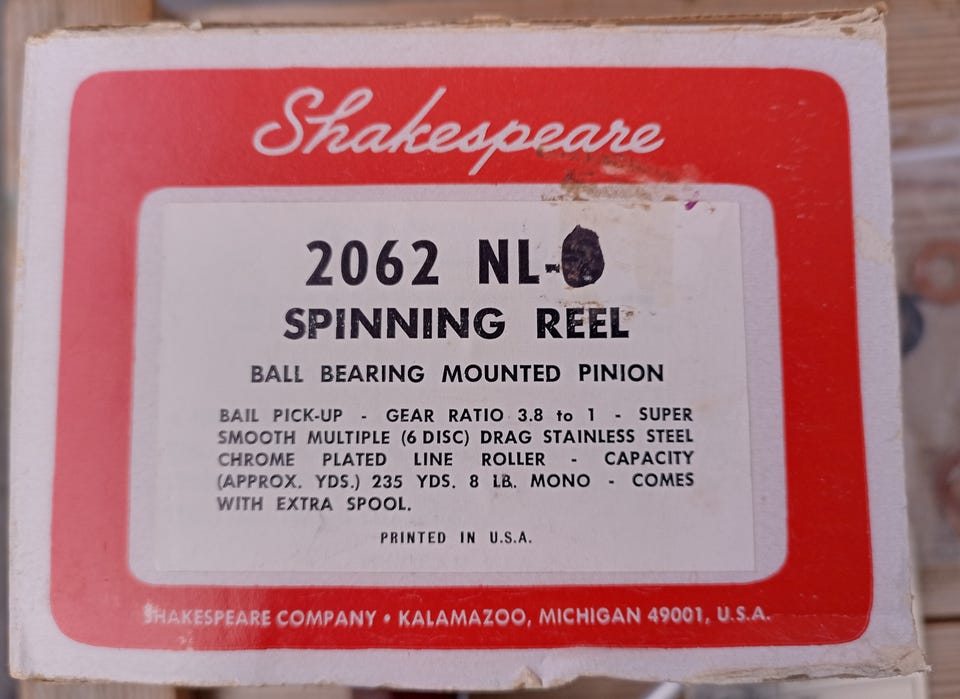 Shakespeare
2062 NL-
SPINNING REEL
BALL BEARING MOUNTED PINION
BAIL PICK-UP - GEAR RATIO 3.8 to 1 - SUPER
SMOOTH MULTIPLE (6 DISC) DRAG STAINLESS STEEL
CHROME PLATED LINE ROLLER - CAPACITY
(APPROX. YDS.) 235 YDS. 8 LB. MONO - COMES
WITH EXTRA SPOOL.
PRINTED IN U.S.A.
SHAKESPEARE COMPANY • KALAMAZOO, MICHIGAN 49001, U.S.A.